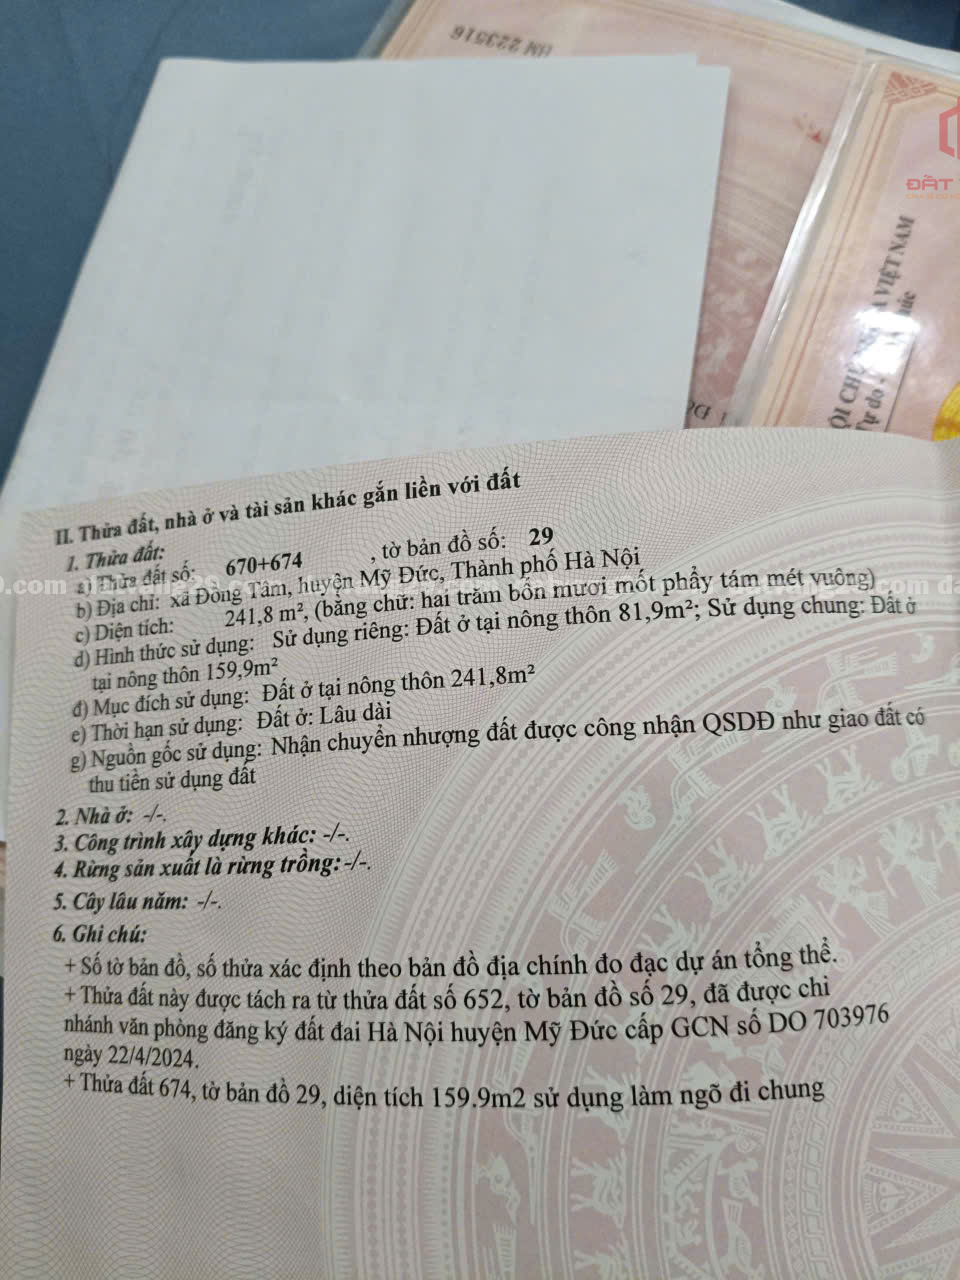 HM 223516
ĐẤT
VIỆT NAM
Tự do -
II. Thửa đất, nhà ở và tài sản khác gắn liền với đất
1. Thửa đất:
a) Thửa đất số: 670+674 , tờ bản đồ số: 29
b) Địa chỉ: xã Đồng Tâm, huyện Mỹ Đức, Thành phố Hà Nội
c) Diện tích: 241,8 m², (bằng chữ: hai trăm bốn mươi mốt phẩy tám mét vuông)
d) Hình thức sử dụng: Sử dụng riêng: Đất ở tại nông thôn 81,9m²; Sử dụng chung: Đất ở
tại nông thôn 159,9m²
đ) Mục đích sử dụng: Đất ở tại nông thôn 241,8m²
e) Thời hạn sử dụng: Đất ở: Lâu dài
g) Nguồn gốc sử dụng: Nhận chuyển nhượng đất được công nhận QSDĐ như giao đất có
thu tiền sử dụng đất
2. Nhà ở: -/-.
3. Công trình xây dựng khác: -/-.
4. Rừng sản xuất là rừng trồng: -/-.
5. Cây lâu năm: -/-.
6. Ghi chú:
+ Số tờ bản đồ, số thửa xác định theo bản đồ địa chính đo đạc dự án tổng thể.
+ Thửa đất này được tách ra từ thửa đất số 652, tờ bản đồ số 29, đã được chi
nhánh văn phòng đăng ký đất đai Hà Nội huyện Mỹ Đức cấp GCN số DO 703976
ngày 22/4/2024.
+ Thửa đất 674, tờ bản đồ 29, diện tích 159.9m2 sử dụng làm ngõ đi chung